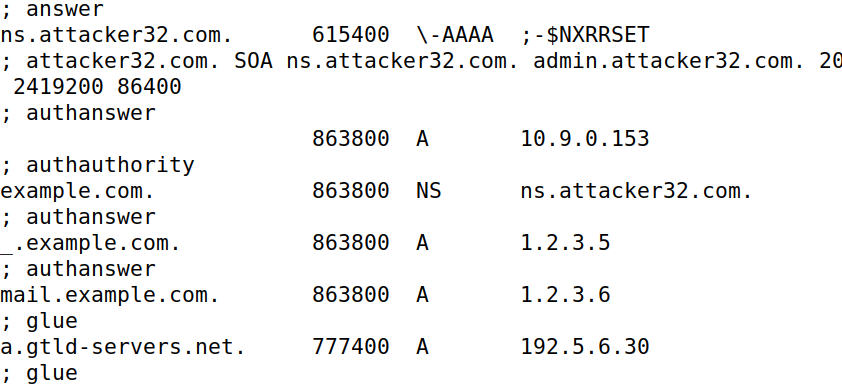 ; answer
ns.attacker32.com. 615400 \-AAAA ;-$NXRRSET
; attacker32.com. SOA ns.attacker32.com. admin.attacker32.com. 20
2419200 86400
; authanswer
863800 A 10.9.0.153
; authauthority
example.com. 863800 NS ns.attacker32.com.
; authanswer
_.example.com. 863800 A 1.2.3.5
; authanswer
mail.example.com. 863800 A 1.2.3.6
; glue
a.gtld-servers.net. 777400 A 192.5.6.30
; glue